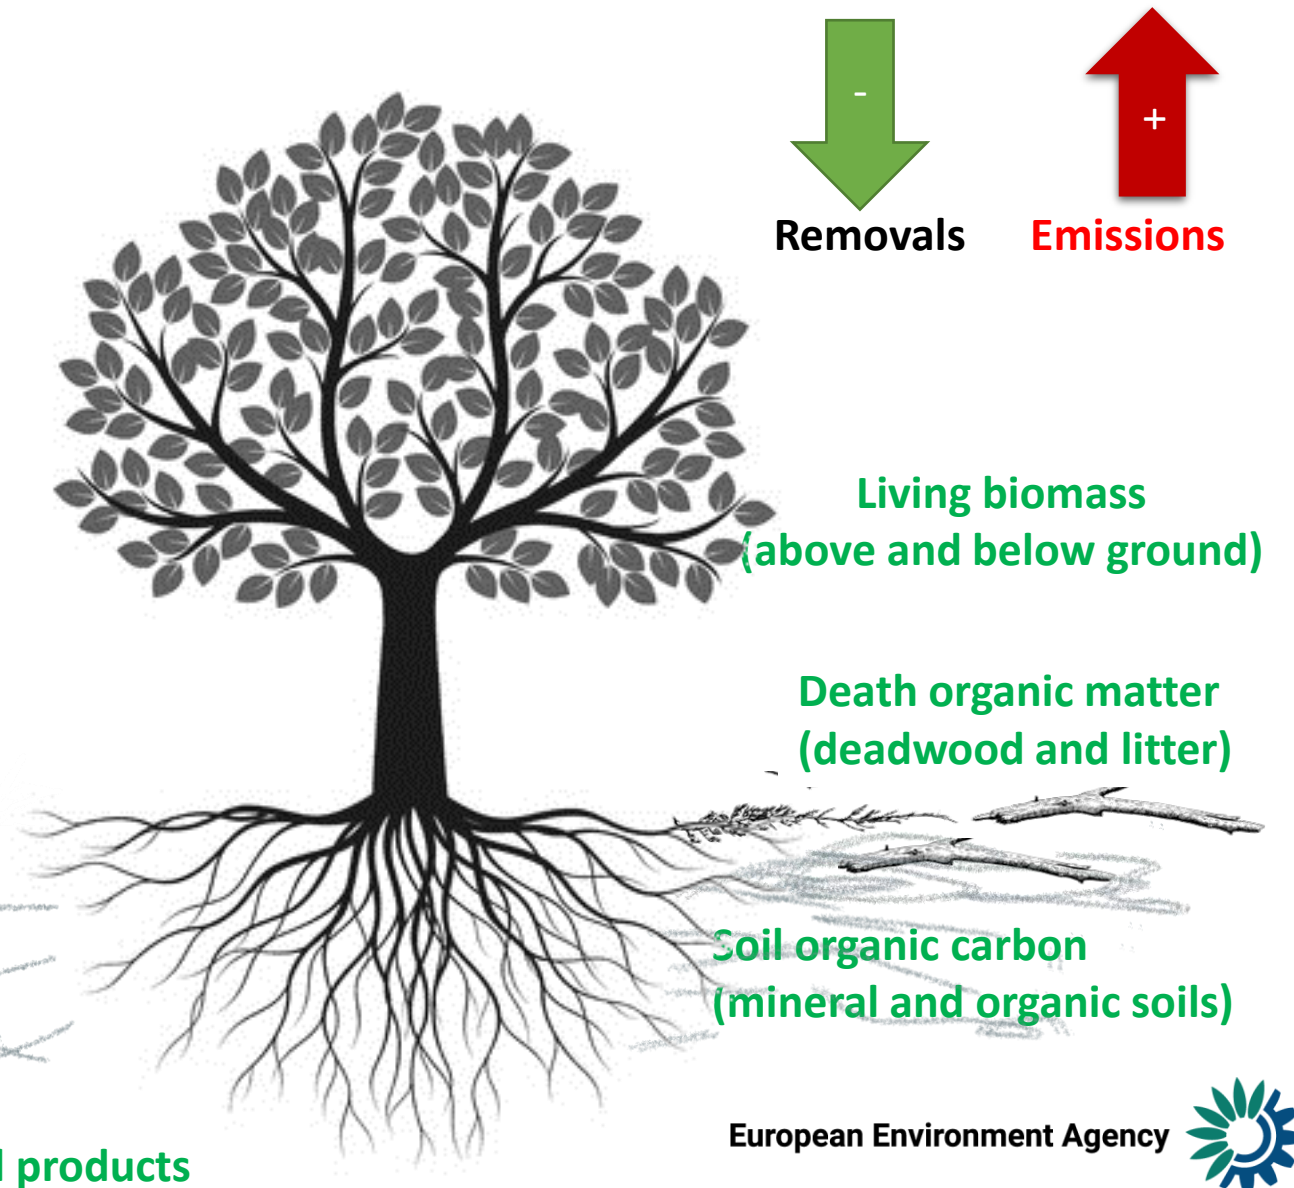 -
+
Removals
Emissions
Living biomass
(above and below ground)
Death organic matter
(deadwood and litter)
Soil organic carbon
(mineral and organic soils)
European Environment Agency
products